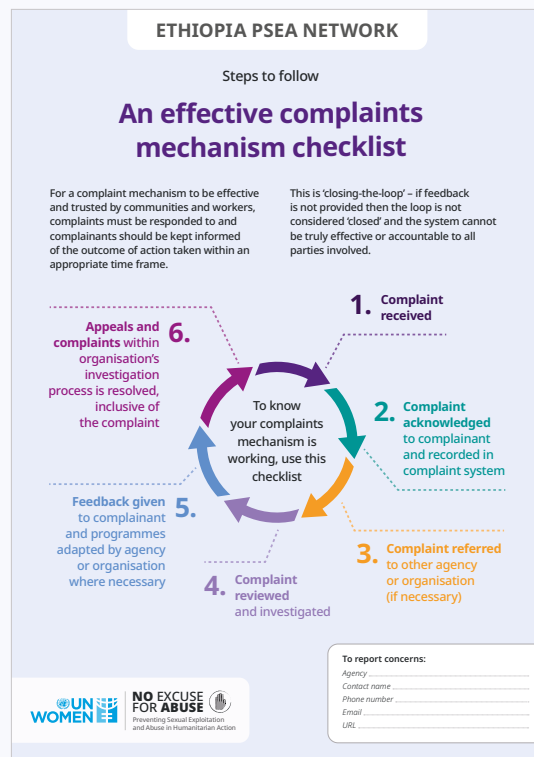 ETHIOPIA PSEA NETWORK
Steps to follow
An effective complaints
mechanism checklist
For a complaint mechanism to be effective
and trusted by communities and workers,
complaints must be responded to and
complainants should be kept informed
of the outcome of action taken within an
appropriate time frame.
This is ‘closing-the-loop’ – if feedback
is not provided then the loop is not
considered ‘closed’ and the system cannot
be truly effective or accountable to all
parties involved.
1. Complaint
received
2. Complaint
acknowledged
to complainant
and recorded in
complaint system
3. Complaint referred
to other agency
or organisation
(if necessary)
4. Complaint
reviewed
and investigated
5. Feedback given
to complainant
and programmes
adapted by agency
or organisation
where necessary
6. Appeals and
complaints within
organisation’s
investigation
process is resolved,
inclusive of
the complaint
To know
your complaints
mechanism is
working, use this
checklist
To report concerns:
Agency
Contact name
Phone number
Email
URL
UN
WOMEN
NO EXCUSE
FOR ABUSE
Preventing Sexual Exploitation
and Abuse in Humanitarian Action